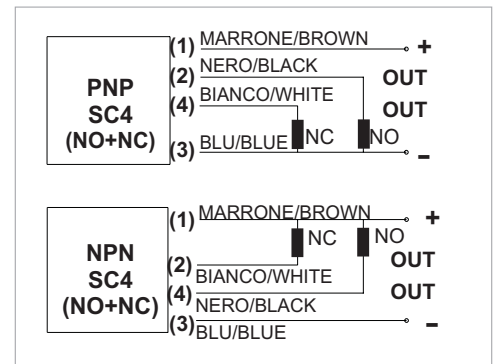 (1) MARRONE/BROWN +
(2) NERO/BLACK OUT
PNP
SC4
(NO+NC)
(4) BIANCO/WHITE OUT
NC NO
(3) BLU/BLUE -
(1) MARRONE/BROWN +
NC NO
NPN
SC4
(NO+NC)
(2) BIANCO/WHITE OUT
(4) NERO/BLACK OUT
(3) BLU/BLUE -